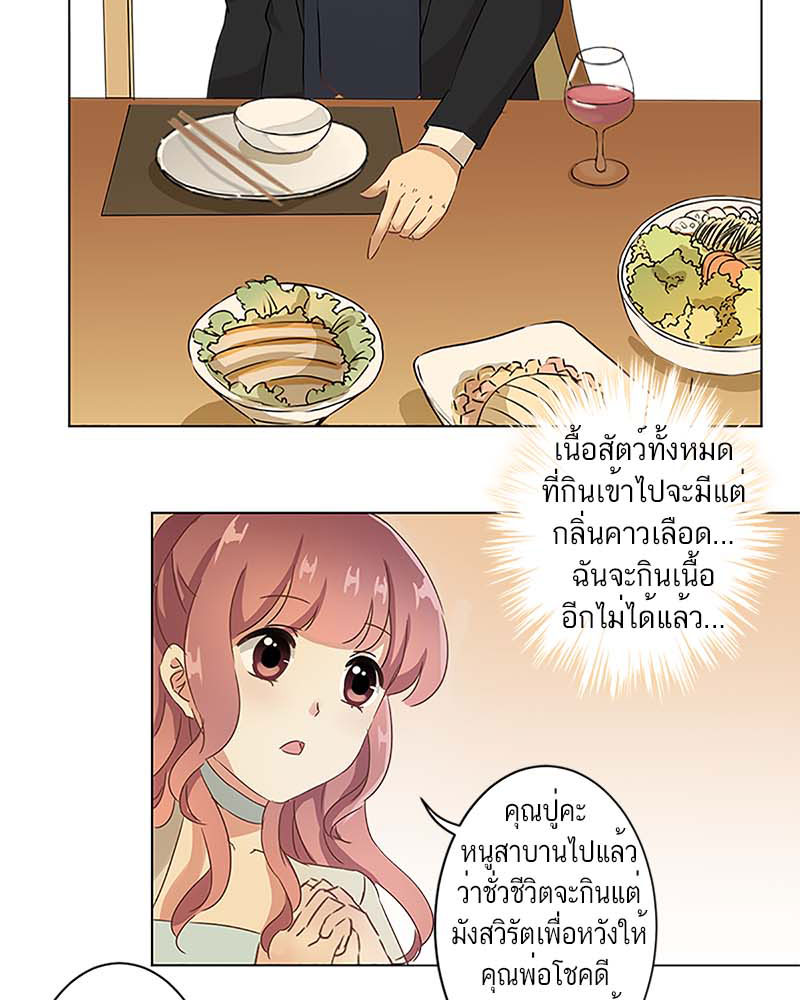 เนื้อสัตว์ทั้งหมด
ที่กินเข้าไปจะมีแต่
กลิ่นคาวเลือด...
ฉันจะกินเนื้อ
อีกไม่ได้แล้ว...
คุณปู่คะ
หนูสาบานไปแล้ว
ว่าชั่วชีวิตจะกินแต่
มังสวิรัตเพื่อหวังให้
คุณพ่อโชคดี